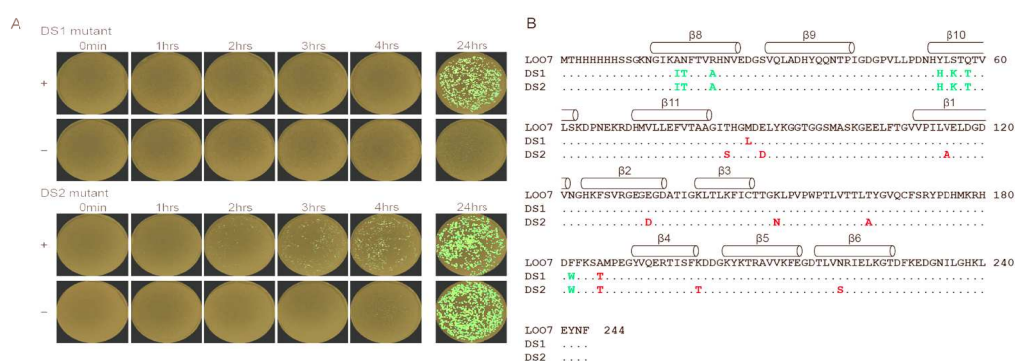 A
DS1 mutant
0min 1hrs 2hrs 3hrs 4hrs 24hrs
+
−
DS2 mutant
0min 1hrs 2hrs 3hrs 4hrs 24hrs
+
−
B
β8 β9 β10
LOO7 MTHHHHHHSSGKNGIKANFTVRHNVEDGSVQLADHYQQNTPIGDGPVLLPDNHYLSTQTV 60
DS1 ................IT...A...............................H.K.T..
DS2 ................IT...A...............................H.K.T..
β11 β1
LOO7 LSKDPNEKRDHMVLLEFVTAAGITHGMDELYKGGTGGSMASKGEELFTGVVPILVELDGD 120
DS1 ..........................L.................................
DS2 .......................S....D.........................A.....
β2 β3
LOO7 VNGHKFSVRGEGEGDATIGKLTLKFICTTGKLPVPWPTLVTTLTYGVQCFSRYPDHMKRH 180
DS1 ............................................................
DS2 ............D.................N............A................
β4 β5 β6
LOO7 DFFKSAMPEGYVQERTISFKDDGKYKTRAVVKFEGDTLVNRIELKGTDFKEDGNILGHKL 240
DS1 .W...T......................................................
DS2 .W...T.............T...................S....................
LOO7 EYNF 244
DS1 ....
DS2 ....